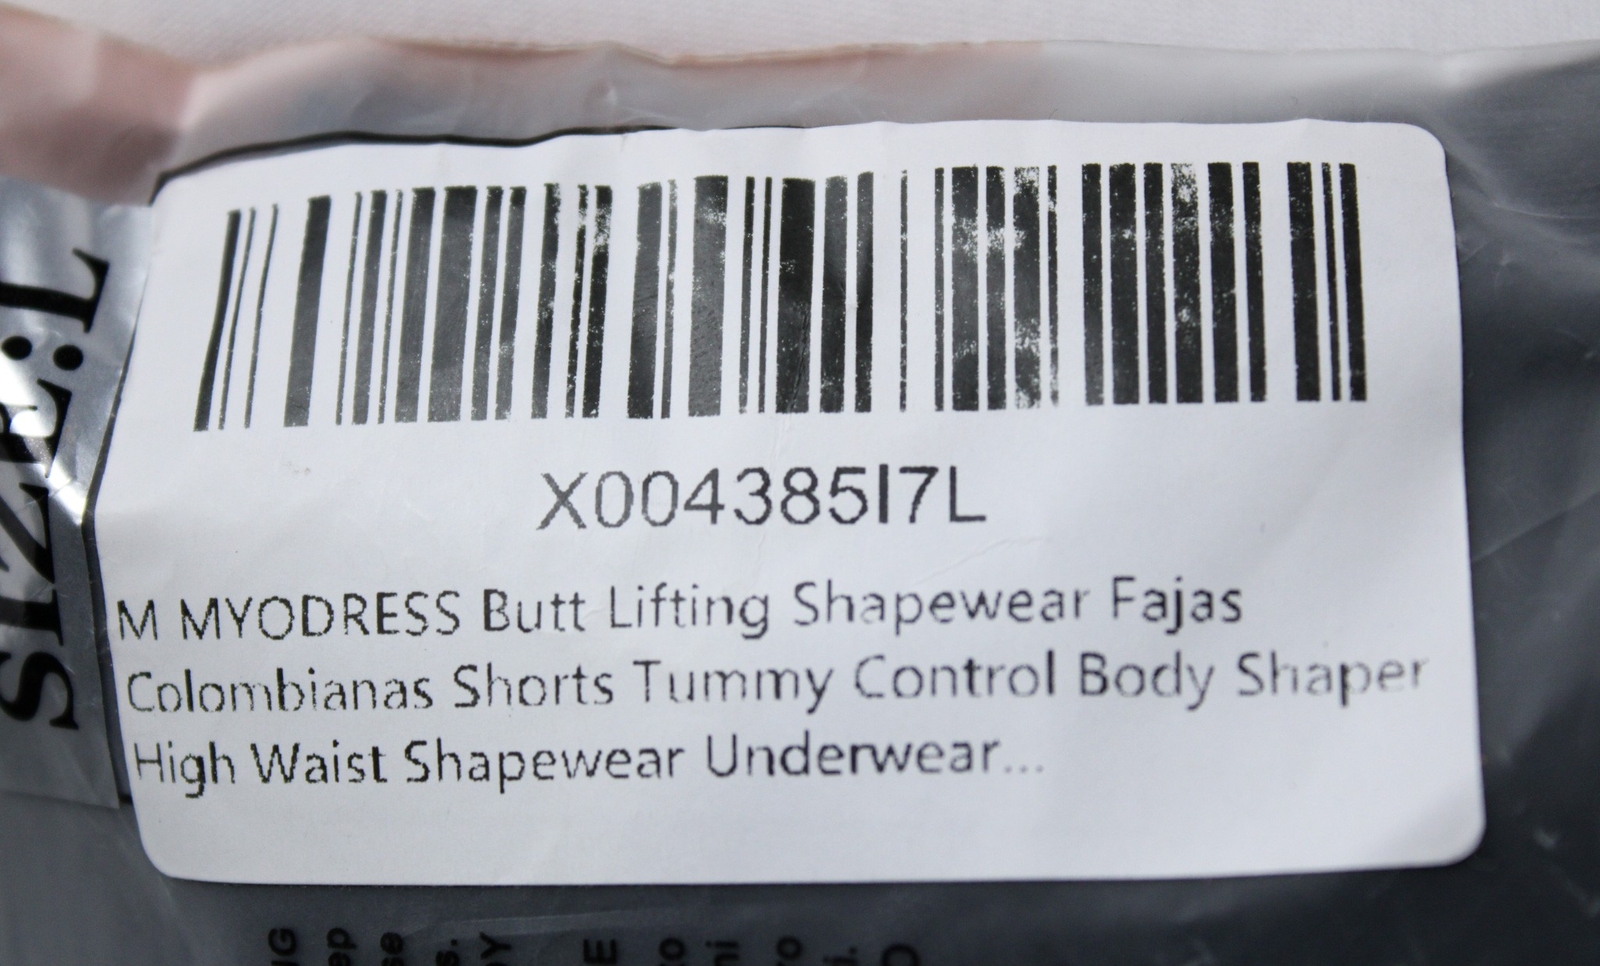 X004385I7L
M MYODRESS Butt Lifting Shapewear Fajas
Colombianas Shorts Tummy Control Body Shaper
High Waist Shapewear Underwear...
SIZE:L